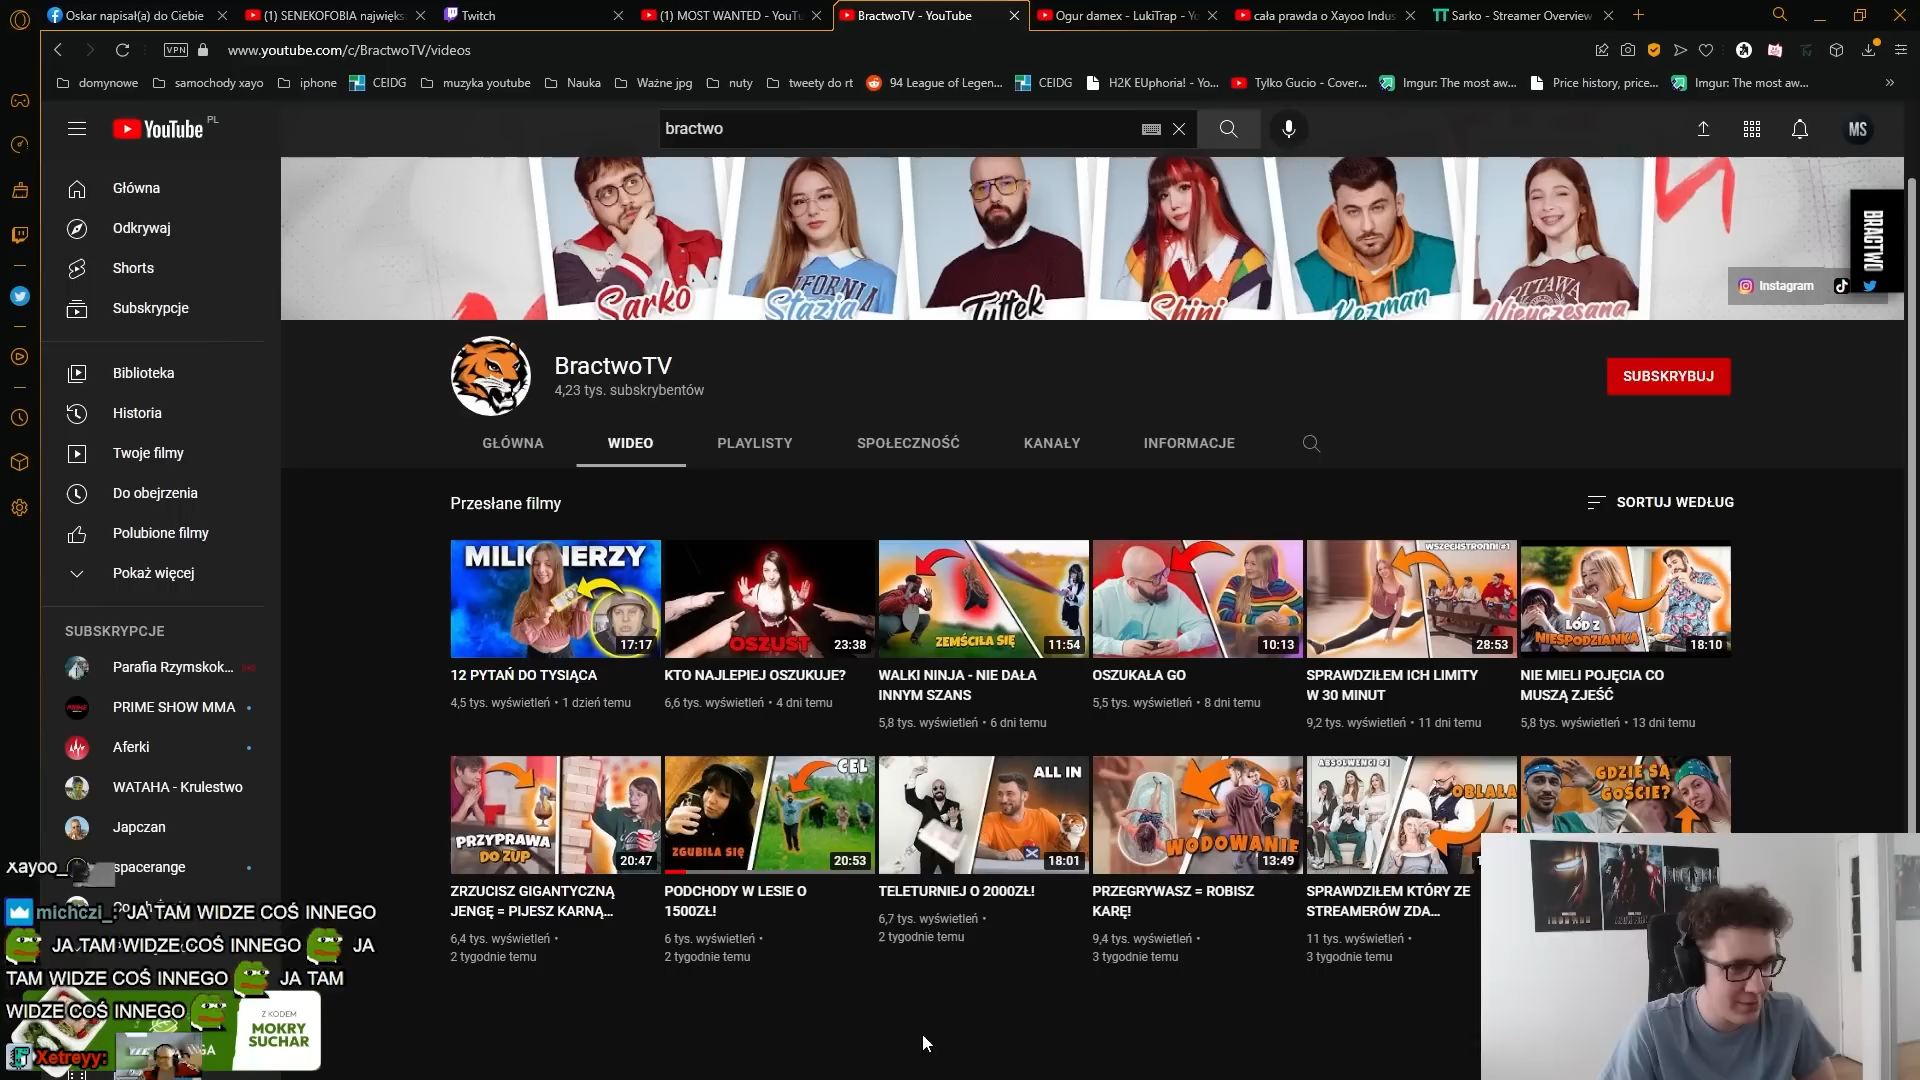 Oskar napisał(a) do Ciebie
(1) SENEKOFOBIA najwięks
Twitch
(1) MOST WANTED - YouTu
BractwoTV - YouTube
Ogur damex - LukiTrap - Yo
cała prawda o Xayoo Indus
Sarko - Streamer Overview
VPN
www.youtube.com/c/BractwoTV/videos
domynowe
samochody xayo
iphone
CEIDG
muzyka youtube
Nauka
Ważne jpg
nuty
tweety do rt
94 League of Legen...
CEIDG
H2K EUphoria! - Yo...
Tylko Gucio - Cover...
Imgur: The most aw...
Price history, price...
Imgur: The most aw...
YouTube PL
bractwo
MS
Główna
Odkrywaj
Shorts
Subskrypcje
Biblioteka
Historia
Twoje filmy
Do obejrzenia
Polubione filmy
Pokaż więcej
SUBSKRYPCJE
Parafia Rzymskok...
PRIME SHOW MMA
Aferki
WATAHA - Krulestwo
Japczan
spacerange
Sarko
Stazja
CALIFORNIA
Tuttek
Shini
Kezman
OTTAWA
Nieuczesana
BRACTWO
Instagram
BractwoTV
4,23 tys. subskrybentów
SUBSKRYBUJ
GŁÓWNA
WIDEO
PLAYLISTY
SPOŁECZNOŚĆ
KANAŁY
INFORMACJE
Przesłane filmy
SORTUJ WEDŁUG
MILIONERZY
17:17
12 PYTAŃ DO TYSIĄCA
4,5 tys. wyświetleń • 1 dzień temu
OSZUST
23:38
KTO NAJLEPIEJ OSZUKUJE?
6,6 tys. wyświetleń • 4 dni temu
ZEMŚCIŁA SIĘ
11:54
WALKI NINJA - NIE DAŁA
INNYM SZANS
5,8 tys. wyświetleń • 6 dni temu
10:13
OSZUKAŁA GO
5,5 tys. wyświetleń • 8 dni temu
WSZECHSTRONNI #1
28:53
SPRAWDZIŁEM ICH LIMITY
W 30 MINUT
9,2 tys. wyświetleń • 11 dni temu
LÓD Z
NIESPODZIANKĄ
18:10
NIE MIELI POJĘCIA CO
MUSZĄ ZJEŚĆ
5,8 tys. wyświetleń • 13 dni temu
PRZYPRAWA
DO ZUP
20:47
ZRZUCISZ GIGANTYCZNĄ
JENGĘ = PIJESZ KARNĄ...
6,4 tys. wyświetleń •
2 tygodnie temu
CEL
ZGUBIŁA SIĘ
20:53
PODCHODY W LESIE O
1500ZŁ!
6 tys. wyświetleń •
2 tygodnie temu
ALL IN
18:01
TELETURNIEJ O 2000ZŁ!
6,7 tys. wyświetleń •
2 tygodnie temu
WODOWANIE
13:49
PRZEGRYWASZ = ROBISZ
KARĘ!
9,4 tys. wyświetleń •
3 tygodnie temu
ABSOLWENCI #1
OBLAŁA
SPRAWDZIŁEM KTÓRY ZE
STREAMERÓW ZDA...
11 tys. wyświetleń •
3 tygodnie temu
GDZIE SĄ
GOŚCIE?
xayoo_
michczi_: JA TAM WIDZE COŚ INNEGO
JA TAM WIDZE COŚ INNEGO JA
TAM WIDZE COŚ INNEGO JA TAM
WIDZE COŚ INNEGO
Z KODEM
MOKRY
SUCHAR
Xetreyy: